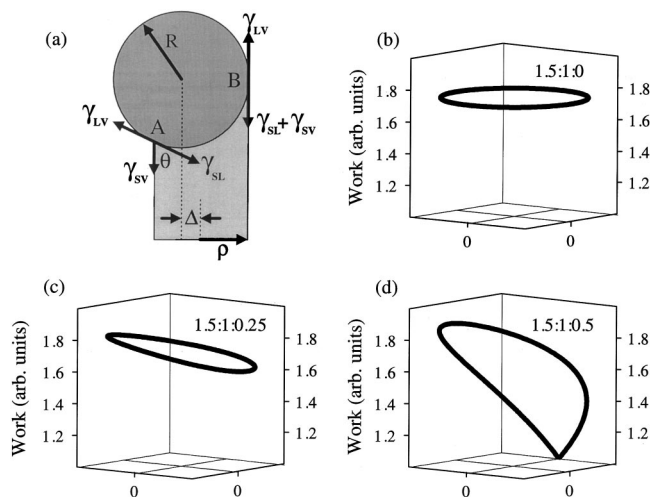 (a)
R
γLV
B
γLV
A
γSL + γSV
γSV
θ
γSL
Δ
ρ
(b)
1.5:1:0
Work (arb. units)
1.8
1.6
1.4
1.2
1.8
1.6
1.4
1.2
0
0
(c)
1.5:1:0.25
Work (arb. units)
1.8
1.6
1.4
1.2
1.8
1.6
1.4
1.2
0
0
(d)
1.5:1:0.5
Work (arb. units)
1.8
1.6
1.4
1.2
1.8
1.6
1.4
1.2
0
0